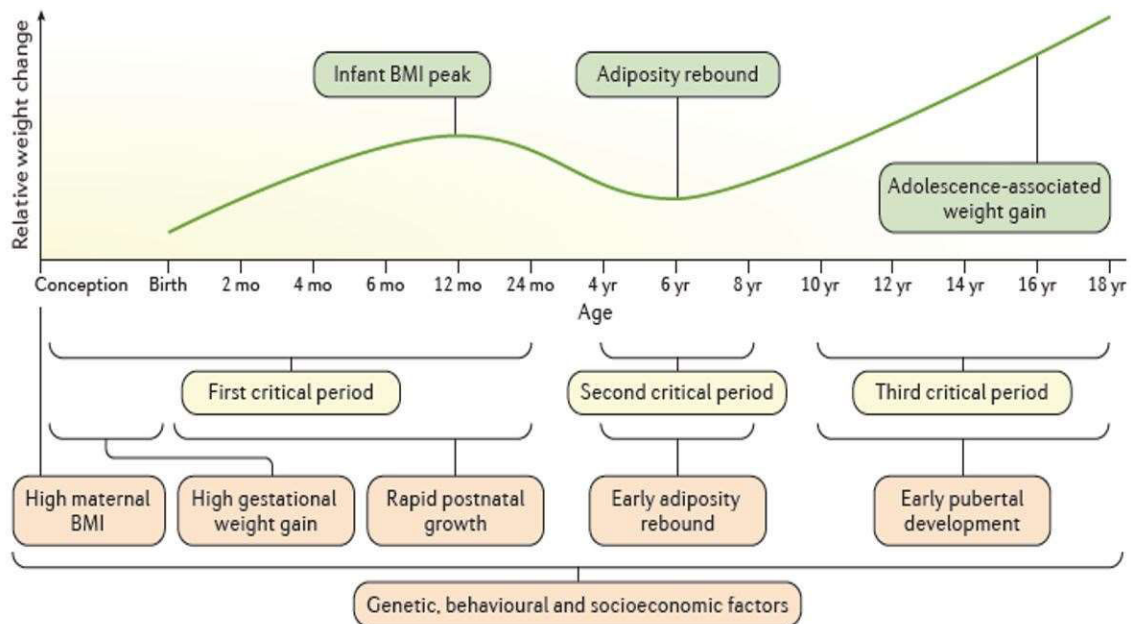 Relative weight change
Infant BMI peak
Adiposity rebound
Adolescence-associated
weight gain
Conception Birth 2 mo 4 mo 6 mo 12 mo 24 mo 4 yr 6 yr 8 yr 10 yr 12 yr 14 yr 16 yr 18 yr
Age
First critical period
Second critical period
Third critical period
High maternal
BMI
High gestational
weight gain
Rapid postnatal
growth
Early adiposity
rebound
Early pubertal
development
Genetic, behavioural and socioeconomic factors